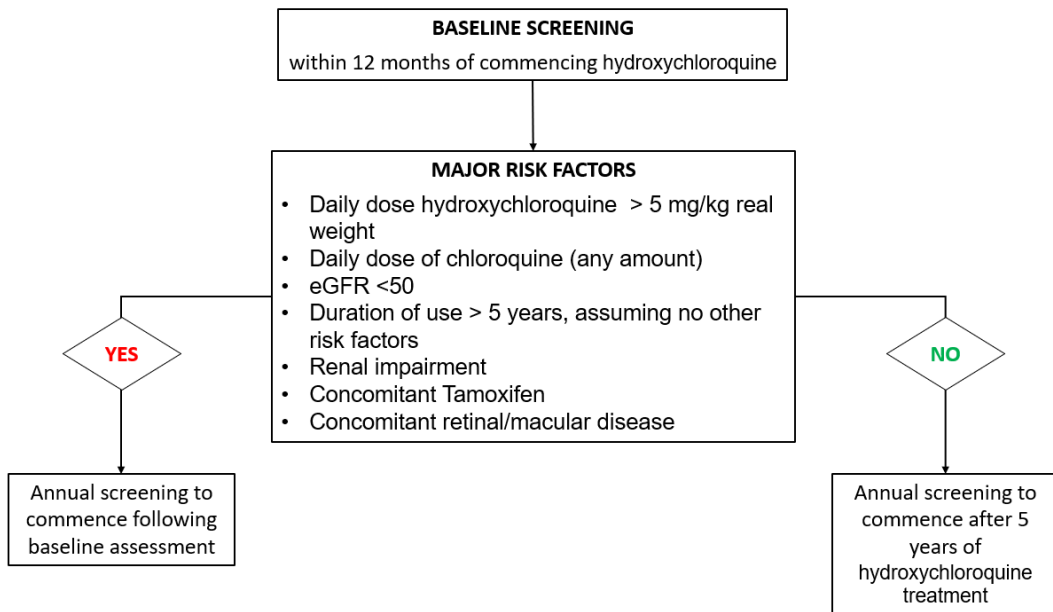 BASELINE SCREENING
within 12 months of commencing hydroxychloroquine
MAJOR RISK FACTORS
• Daily dose hydroxychloroquine > 5 mg/kg real
weight
• Daily dose of chloroquine (any amount)
• eGFR <50
• Duration of use > 5 years, assuming no other
risk factors
• Renal impairment
• Concomitant Tamoxifen
• Concomitant retinal/macular disease
YES
NO
Annual screening to
commence following
baseline assessment
Annual screening to
commence after 5
years of
hydroxychloroquine
treatment